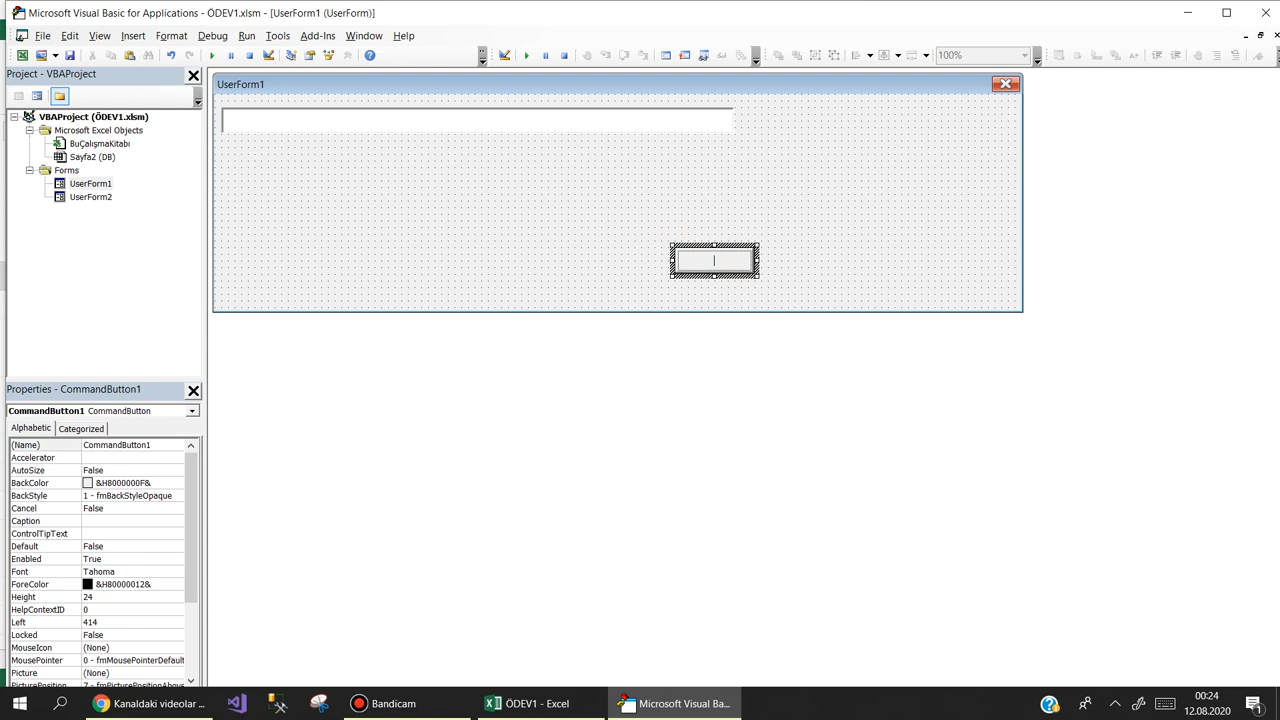 Microsoft Visual Basic for Applications - ÖDEV1.xlsm - [UserForm1 (UserForm)]
File Edit View Insert Format Debug Run Tools Add-Ins Window Help
100%
Project - VBAProject
UserForm1
VBAProject (ÖDEV1.xlsm)
Microsoft Excel Objects
BuÇalışmaKitabı
Sayfa2 (DB)
Forms
UserForm1
UserForm2
Properties - CommandButton1
CommandButton1 CommandButton
Alphabetic Categorized
(Name) CommandButton1
Accelerator
AutoSize False
BackColor &H8000000F&
BackStyle 1 - fmBackStyleOpaque
Cancel False
Caption
ControlTipText
Default False
Enabled True
Font Tahoma
ForeColor &H80000012&
Height 24
HelpContextID 0
Left 414
Locked False
MouseIcon (None)
MousePointer 0 - fmMousePointerDefault
Picture (None)
PicturePosition 7 - fmPicturePositionAbove
Kanaldaki videolar ... Bandicam ÖDEV1 - Excel Microsoft Visual Ba...
00:24
12.08.2020
1